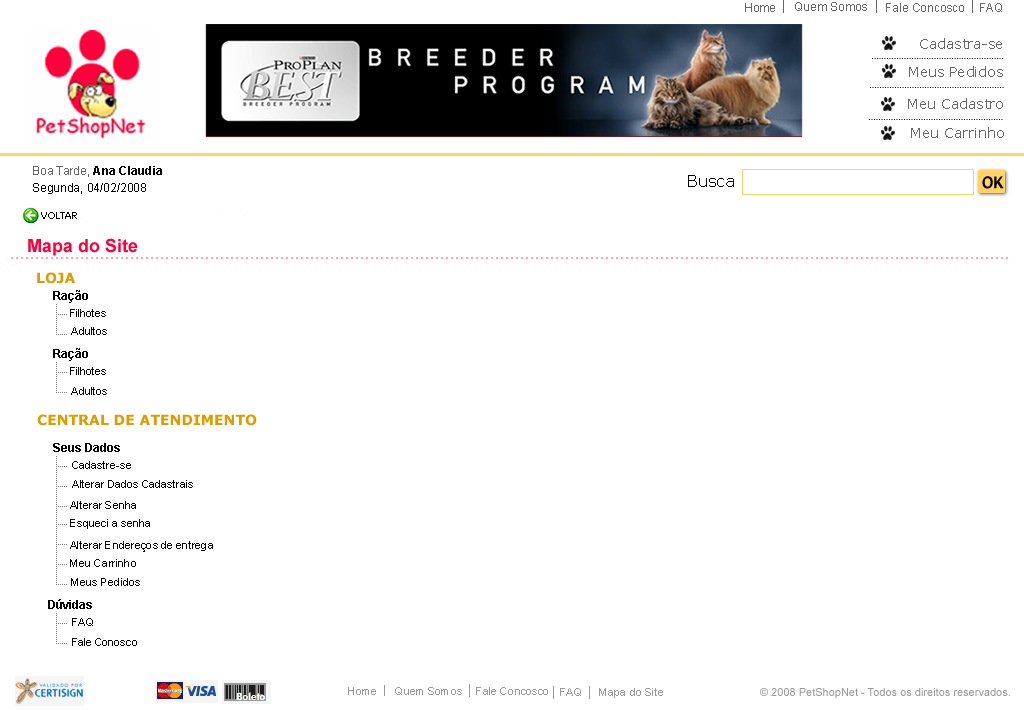 Home | Quem Somos | Fale Concosco | FAQ
PetShopNet
PRO PLAN
BEST
BREEDER PROGRAM
BREEDER
PROGRAM
Cadastra-se
Meus Pedidos
Meu Cadastro
Meu Carrinho
Boa Tarde, Ana Claudia
Segunda, 04/02/2008
Busca OK
VOLTAR
Mapa do Site
LOJA
Ração
Filhotes
Adultos
Ração
Filhotes
Adultos
CENTRAL DE ATENDIMENTO
Seus Dados
Cadastre-se
Alterar Dados Cadastrais
Alterar Senha
Esqueci a senha
Alterar Endereços de entrega
Meu Carrinho
Meus Pedidos
Dúvidas
FAQ
Fale Conosco
VALIDADO POR
CERTISIGN
MasterCard VISA Boleto
Home | Quem Somos | Fale Concosco | FAQ | Mapa do Site
© 2008 PetShopNet - Todos os direitos reservados.